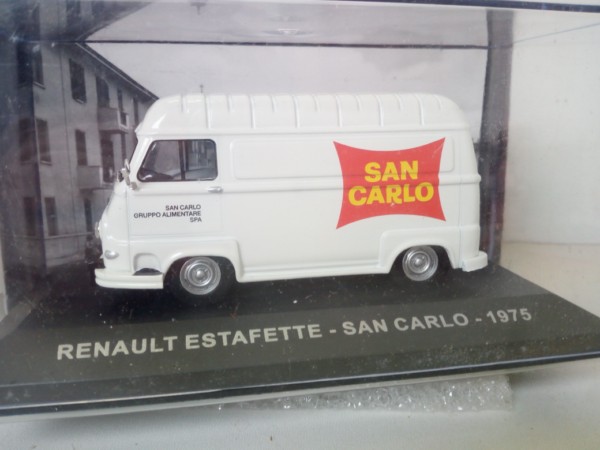 SAN
CARLO
SAN CARLO
GRUPPO ALIMENTARE
SPA
RENAULT ESTAFETTE - SAN CARLO - 1975